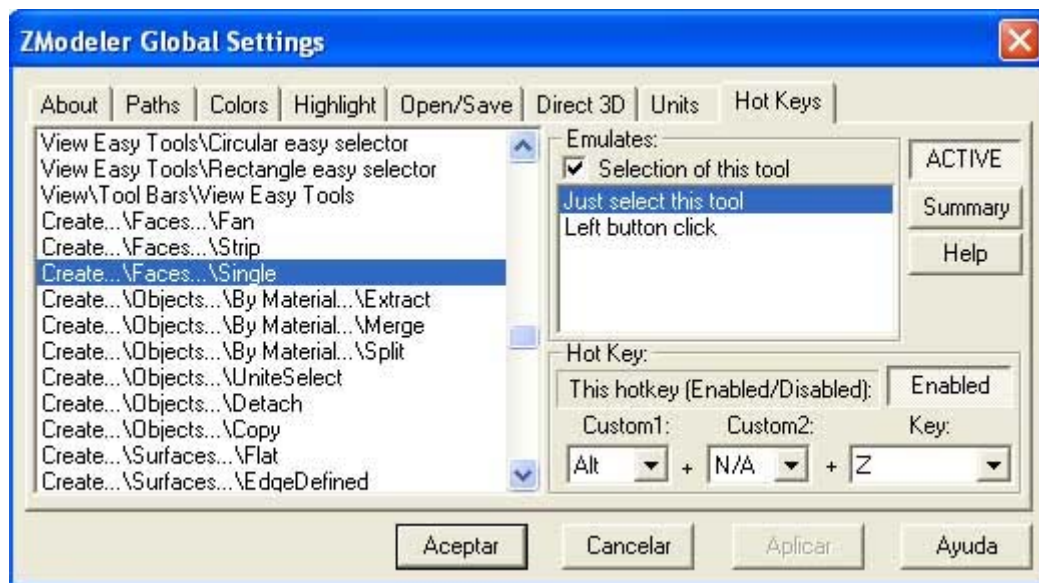 ZModeler Global Settings
About Paths Colors Highlight Open/Save Direct 3D Units Hot Keys
View Easy Tools\Circular easy selector
View Easy Tools\Rectangle easy selector
View\Tool Bars\View Easy Tools
Create...\Faces...\Fan
Create...\Faces...\Strip
Create...\Faces...\Single
Create...\Objects...\By Material...\Extract
Create...\Objects...\By Material...\Merge
Create...\Objects...\By Material...\Split
Create...\Objects...\UniteSelect
Create...\Objects...\Detach
Create...\Objects...\Copy
Create...\Surfaces...\Flat
Create...\Surfaces...\EdgeDefined
Emulates:
Selection of this tool
Just select this tool
Left button click
ACTIVE
Summary
Help
Hot Key:
This hotkey (Enabled/Disabled): Enabled
Custom1: Custom2: Key:
Alt + N/A + Z
Aceptar Cancelar Aplicar Ayuda